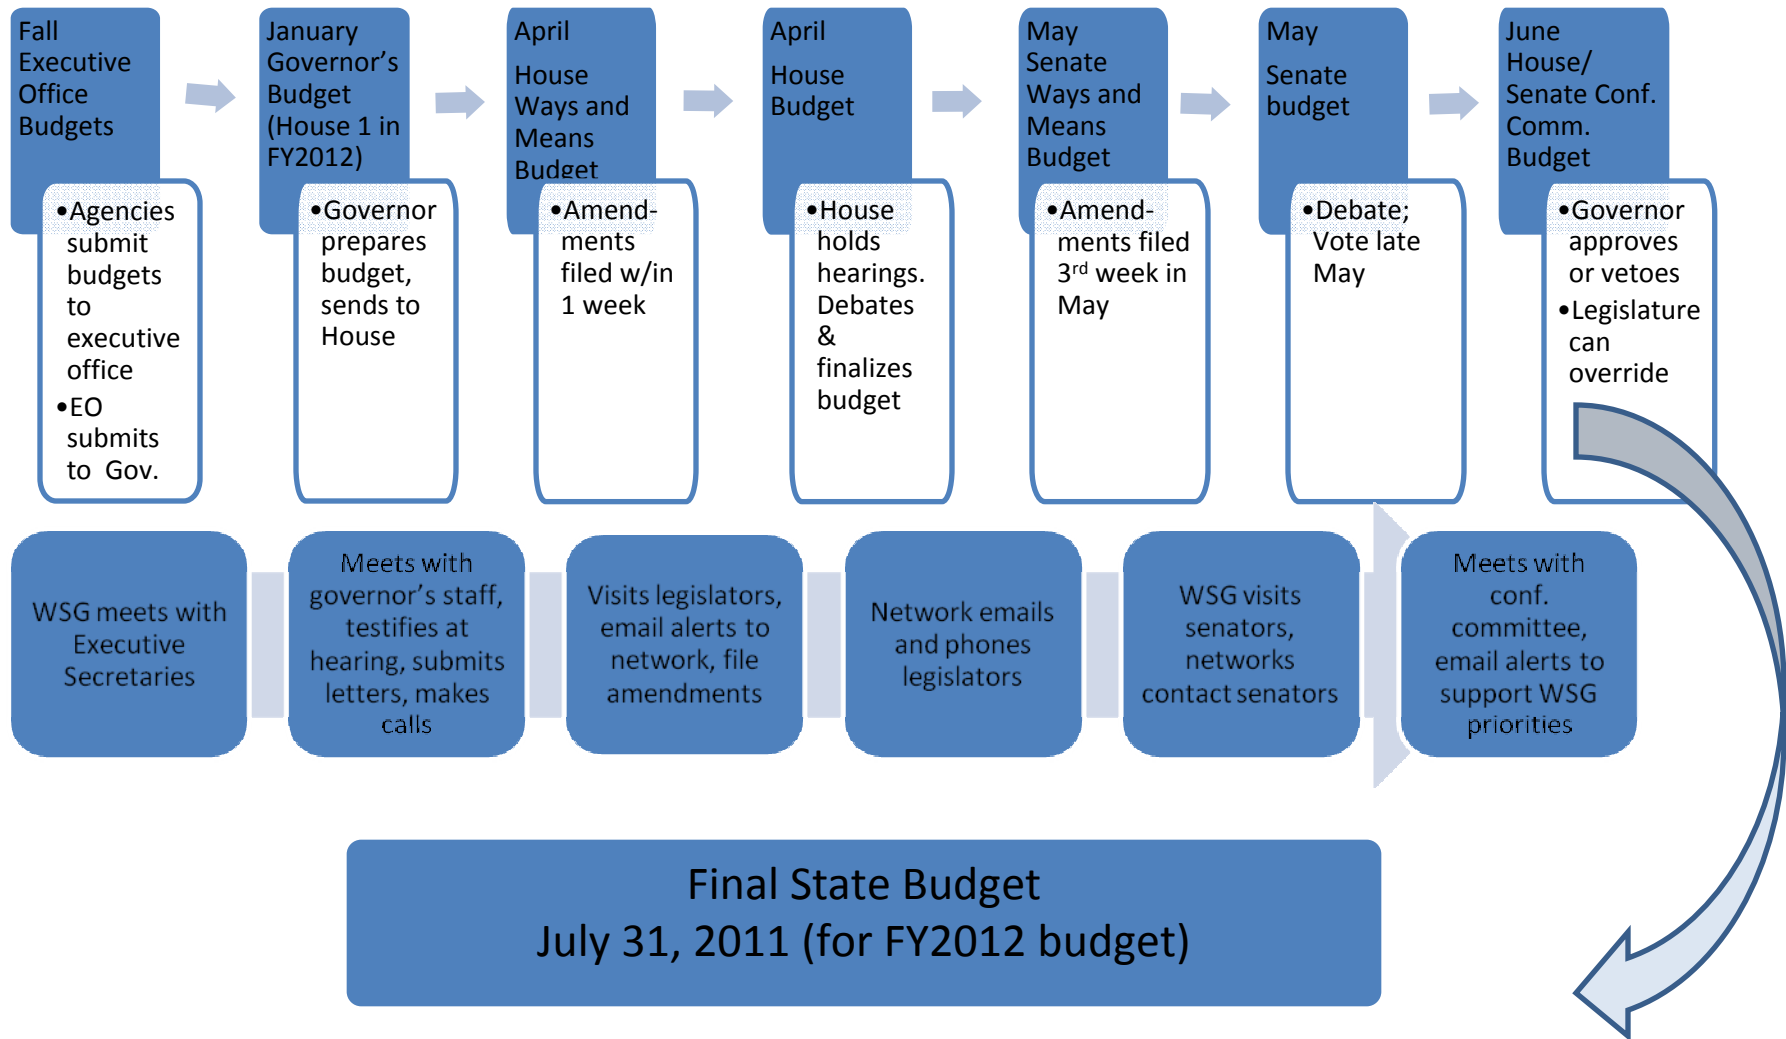 Fall
Executive
Office
Budgets
•Agencies
submit
budgets
to
executive
office
•EO
submits
to Gov.
January
Governor’s
Budget
(House 1 in
FY2012)
•Governor
prepares
budget,
sends to
House
April
House
Ways and
Means
Budget
•Amend-
ments
filed w/in
1 week
April
House
Budget
•House
holds
hearings.
Debates
&
finalizes
budget
May
Senate
Ways and
Means
Budget
•Amend-
ments filed
3rd week in
May
May
Senate
budget
•Debate;
Vote late
May
June
House/
Senate Conf.
Comm.
Budget
•Governor
approves
or vetoes
•Legislature
can
override
WSG meets with
Executive
Secretaries
Meets with
governor’s staff,
testifies at
hearing, submits
letters, makes
calls
Visits legislators,
email alerts to
network, file
amendments
Network emails
and phones
legislators
WSG visits
senators,
networks
contact senators
Meets with
conf.
committee,
email alerts to
support WSG
priorities
Final State Budget
July 31, 2011 (for FY2012 budget)